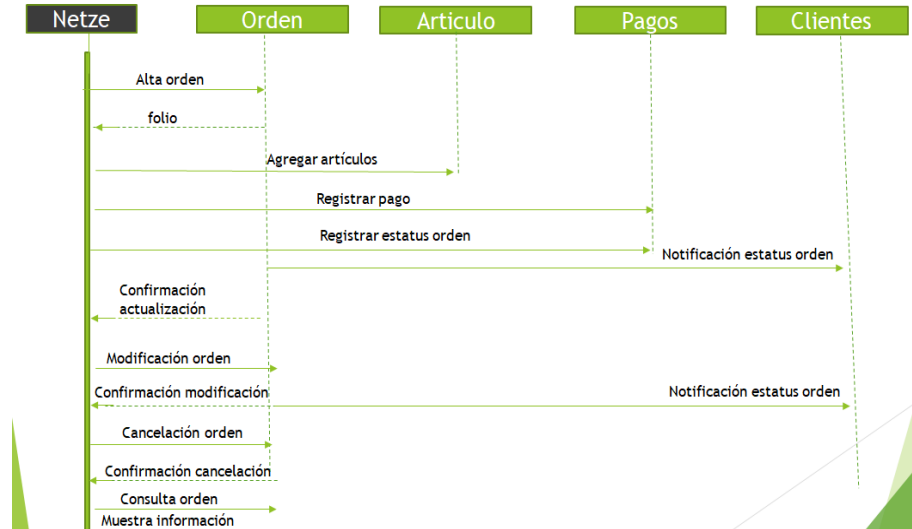 Netze
Orden
Articulo
Pagos
Clientes
Alta orden
folio
Agregar artículos
Registrar pago
Registrar estatus orden
Notificación estatus orden
Confirmación
actualización
Modificación orden
Confirmación modificación
Notificación estatus orden
Cancelación orden
Confirmación cancelación
Consulta orden
Muestra información